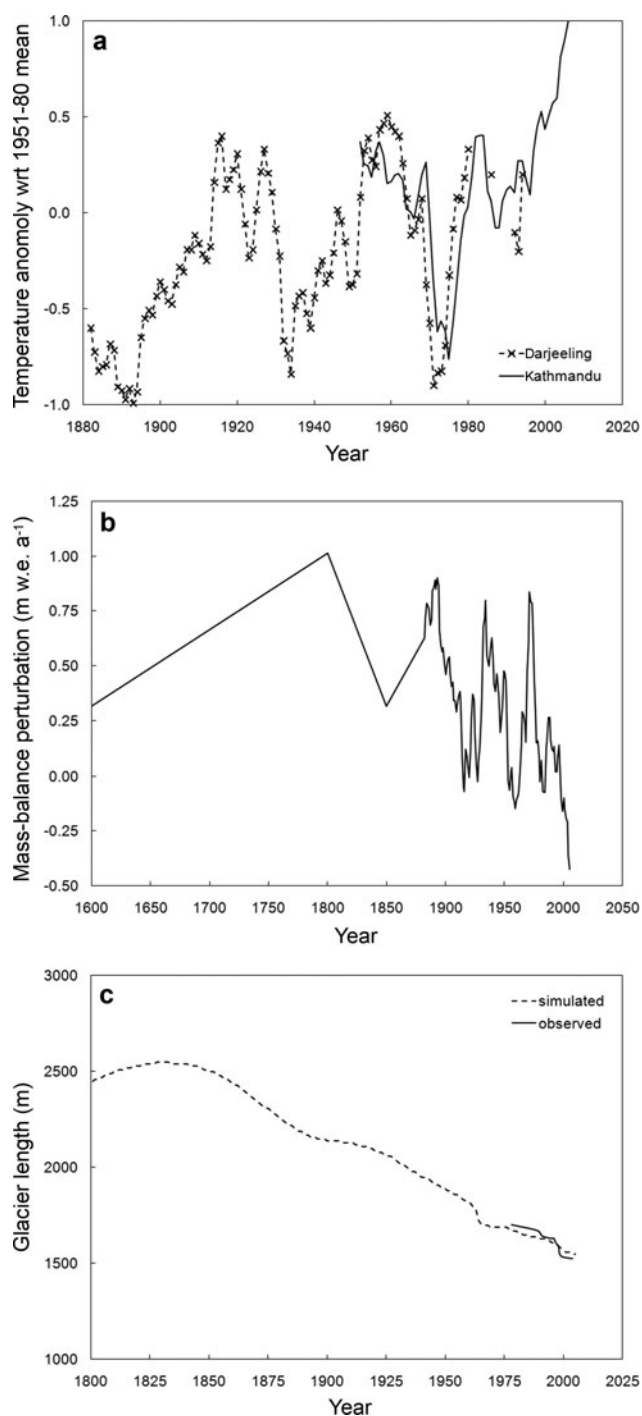 Temperature anomoly wrt 1951-80 mean
a
1.0
0.5
0.0
-0.5
-1.0
Darjeeling
Kathmandu
1880 1900 1920 1940 1960 1980 2000 2020
Year
Mass-balance perturbation (m w.e. a⁻¹)
b
1.25
1.00
0.75
0.50
0.25
0.00
-0.25
-0.50
1600 1650 1700 1750 1800 1850 1900 1950 2000 2050
Year
Glacier length (m)
c
3000
2500
2000
1500
1000
simulated
observed
1800 1825 1850 1875 1900 1925 1950 1975 2000 2025
Year